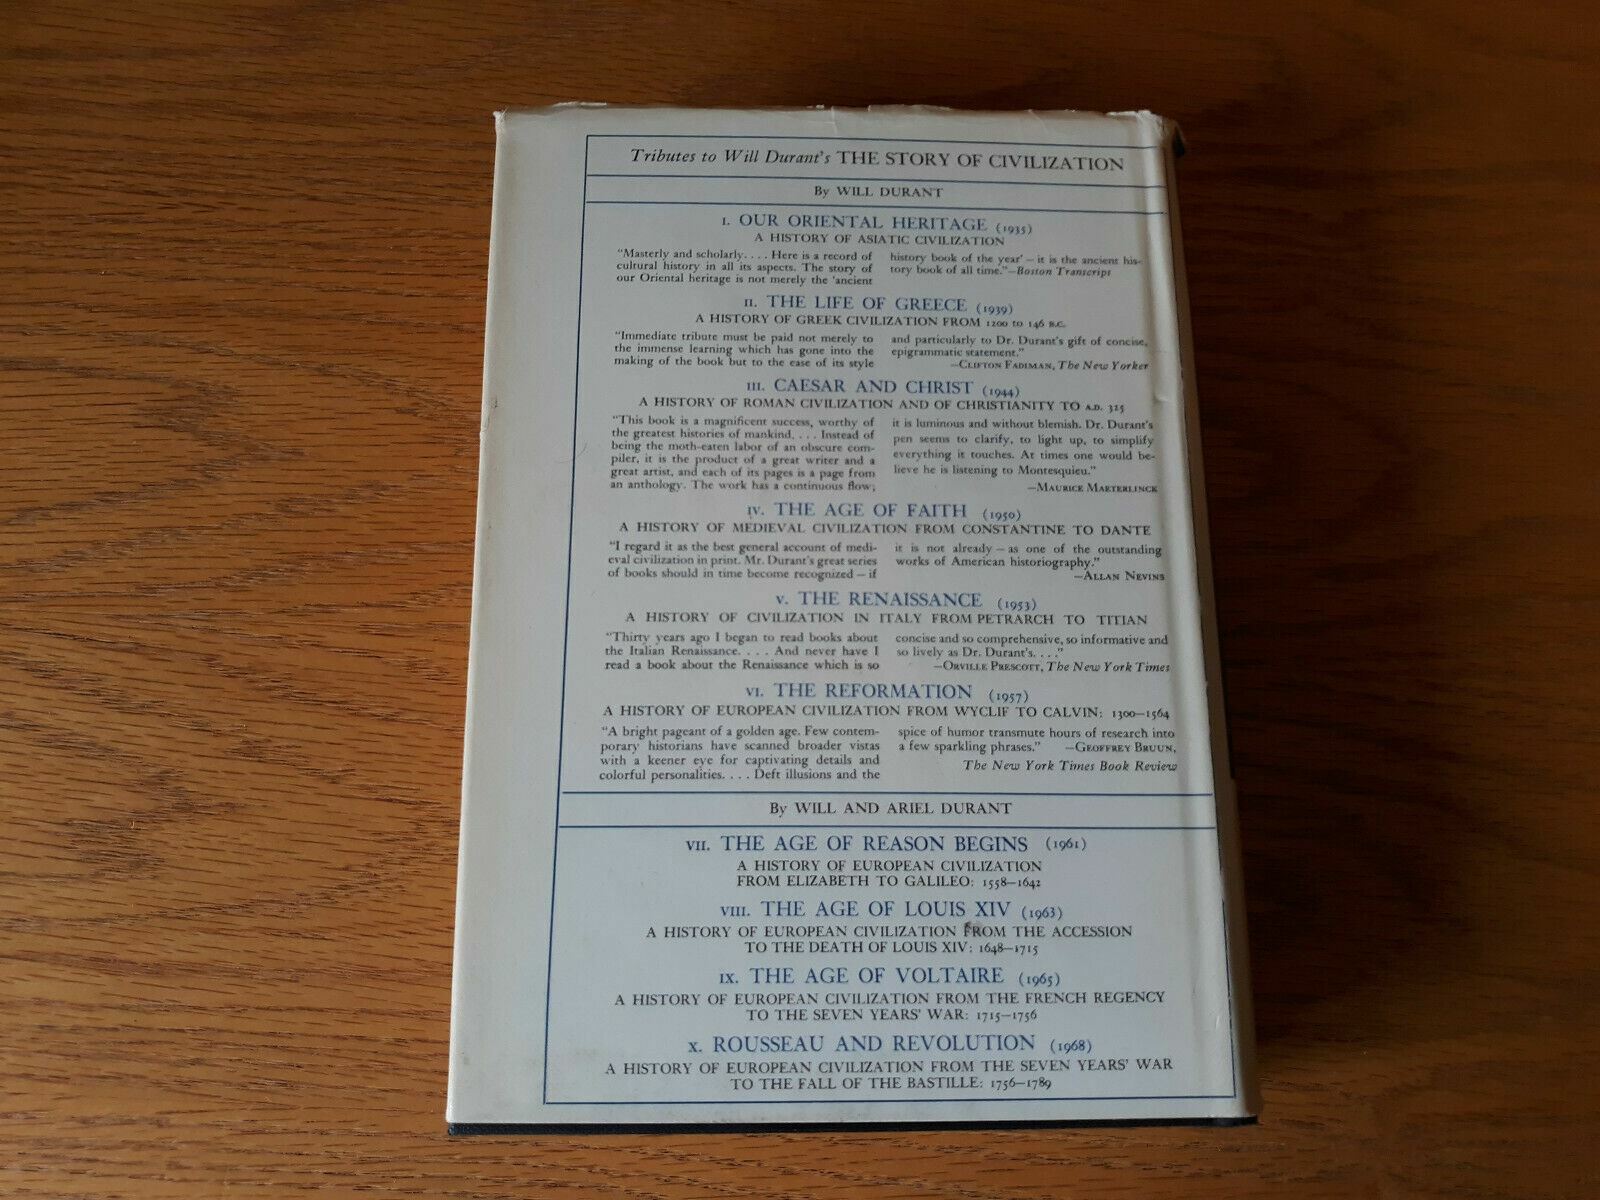 Tributes to Will Durant's THE STORY OF CIVILIZATION
By WILL DURANT
I. OUR ORIENTAL HERITAGE (1935)
A HISTORY OF ASIATIC CIVILIZATION
"Masterly and scholarly. . . . Here is a record of
cultural history in all its aspects. The story of
our Oriental heritage is not merely the 'ancient
history book of the year' – it is the ancient his-
tory book of all time."–Boston Transcript
II. THE LIFE OF GREECE (1939)
A HISTORY OF GREEK CIVILIZATION FROM 1200 to 146 B.C.
"Immediate tribute must be paid not merely to
the immense learning which has gone into the
making of the book but to the ease of its style
and particularly to Dr. Durant's gift of concise,
epigrammatic statement."
–CLIFTON FADIMAN, The New Yorker
III. CAESAR AND CHRIST (1944)
A HISTORY OF ROMAN CIVILIZATION AND OF CHRISTIANITY TO A.D. 325
"This book is a magnificent success, worthy of
the greatest histories of mankind. . . . Instead of
being the moth-eaten labor of an obscure com-
piler, it is the product of a great writer and a
great artist, and each of its pages is a page from
an anthology. The work has a continuous flow;
it is luminous and without blemish. Dr. Durant's
pen seems to clarify, to light up, to simplify
everything it touches. At times one would be-
lieve he is listening to Montesquieu."
–MAURICE MAETERLINCK
IV. THE AGE OF FAITH (1950)
A HISTORY OF MEDIEVAL CIVILIZATION FROM CONSTANTINE TO DANTE
"I regard it as the best general account of medi-
eval civilization in print. Mr. Durant's great series
of books should in time become recognized – if
it is not already – as one of the outstanding
works of American historiography."
–ALLAN NEVINS
V. THE RENAISSANCE (1953)
A HISTORY OF CIVILIZATION IN ITALY FROM PETRARCH TO TITIAN
"Thirty years ago I began to read books about
the Italian Renaissance. . . . And never have I
read a book about the Renaissance which is so
concise and so comprehensive, so informative and
so lively as Dr. Durant's. . . ."
–ORVILLE PRESCOTT, The New York Times
VI. THE REFORMATION (1957)
A HISTORY OF EUROPEAN CIVILIZATION FROM WYCLIF TO CALVIN: 1300–1564
"A bright pageant of a golden age. Few contem-
porary historians have scanned broader vistas
with a keener eye for captivating details and
colorful personalities. . . . Deft illusions and the
spice of humor transmute hours of research into
a few sparkling phrases." –GEOFFREY BRUUN,
The New York Times Book Review
By WILL AND ARIEL DURANT
VII. THE AGE OF REASON BEGINS (1961)
A HISTORY OF EUROPEAN CIVILIZATION
FROM ELIZABETH TO GALILEO: 1558–1642
VIII. THE AGE OF LOUIS XIV (1963)
A HISTORY OF EUROPEAN CIVILIZATION FROM THE ACCESSION
TO THE DEATH OF LOUIS XIV: 1648–1715
IX. THE AGE OF VOLTAIRE (1965)
A HISTORY OF EUROPEAN CIVILIZATION FROM THE FRENCH REGENCY
TO THE SEVEN YEARS' WAR: 1715–1756
X. ROUSSEAU AND REVOLUTION (1968)
A HISTORY OF EUROPEAN CIVILIZATION FROM THE SEVEN YEARS' WAR
TO THE FALL OF THE BASTILLE: 1756–1789